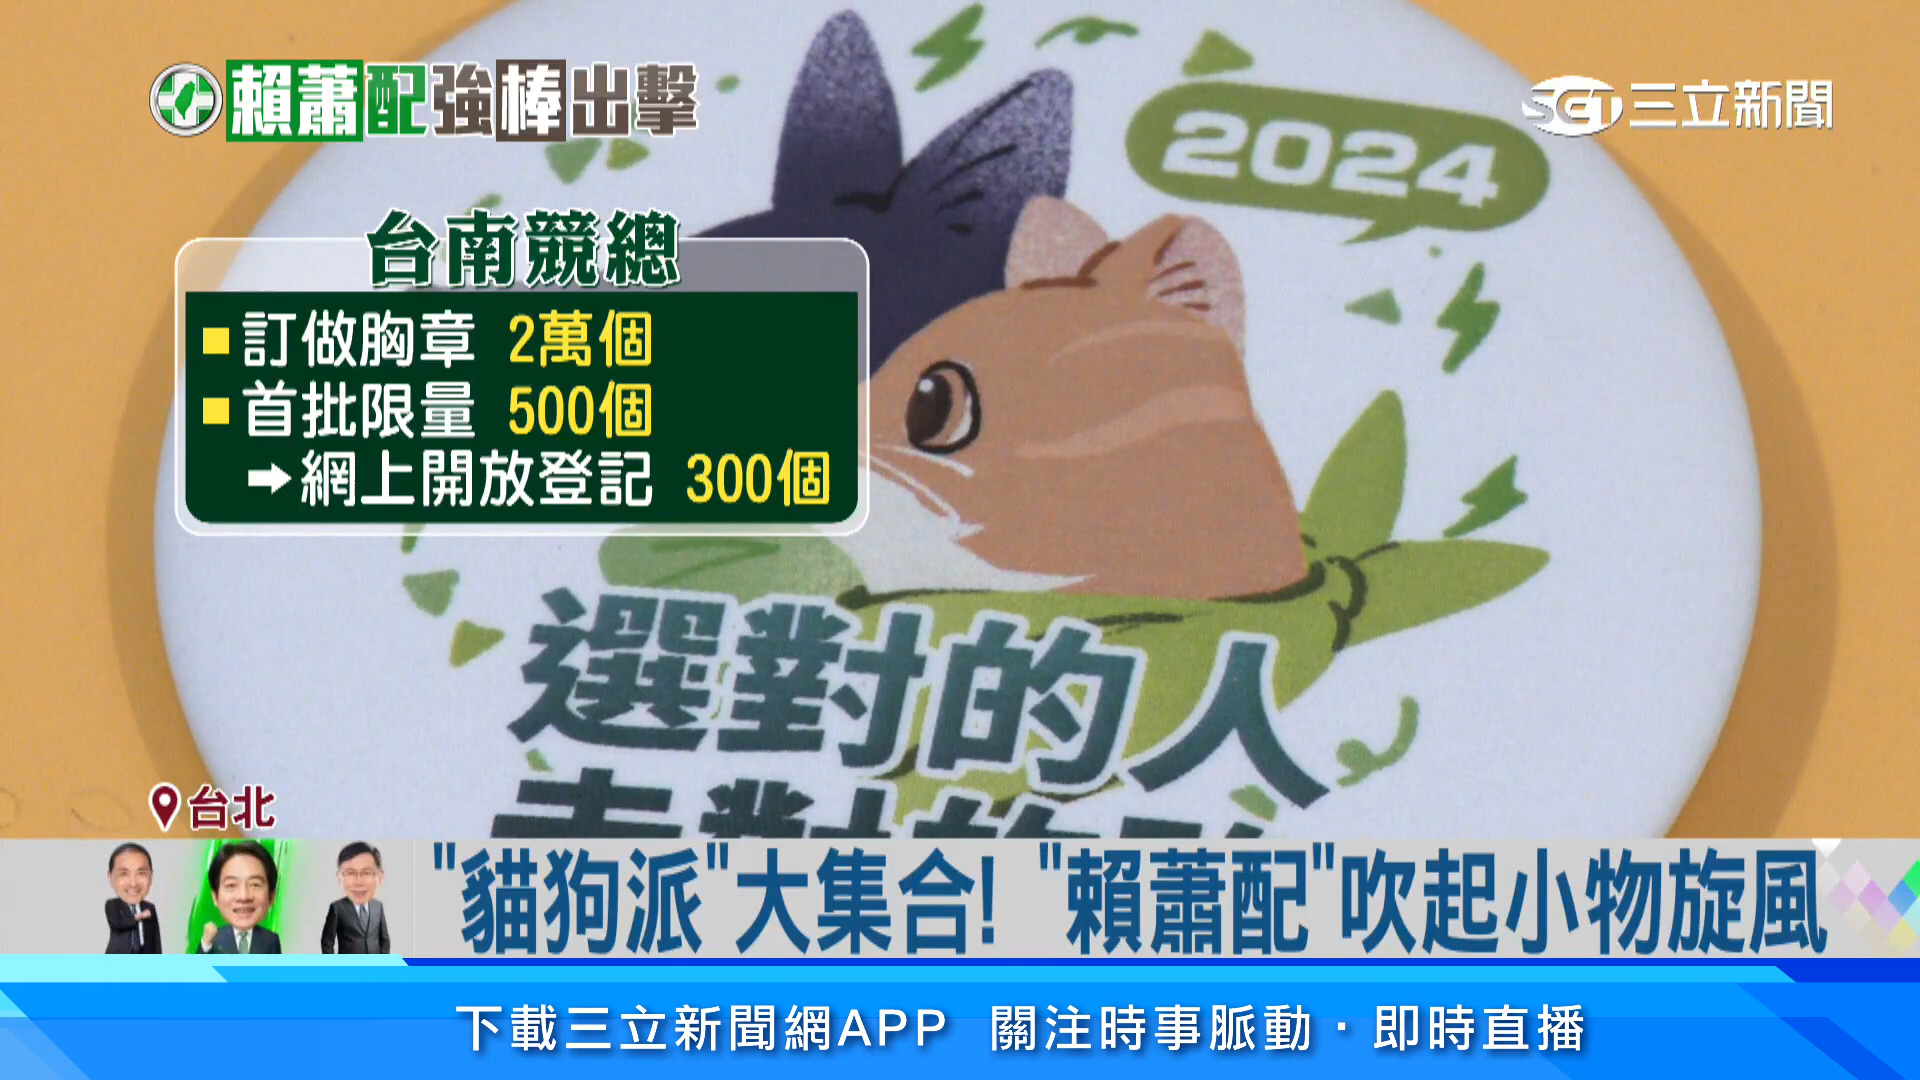 賴蕭配強棒出擊
SET三立新聞
2024
台南競總
訂做胸章 2萬個
首批限量 500個
➡網上開放登記 300個
選對的人
台北
"貓狗派"大集合! "賴蕭配"吹起小物旋風
下載三立新聞網APP 關注時事脈動·即時直播